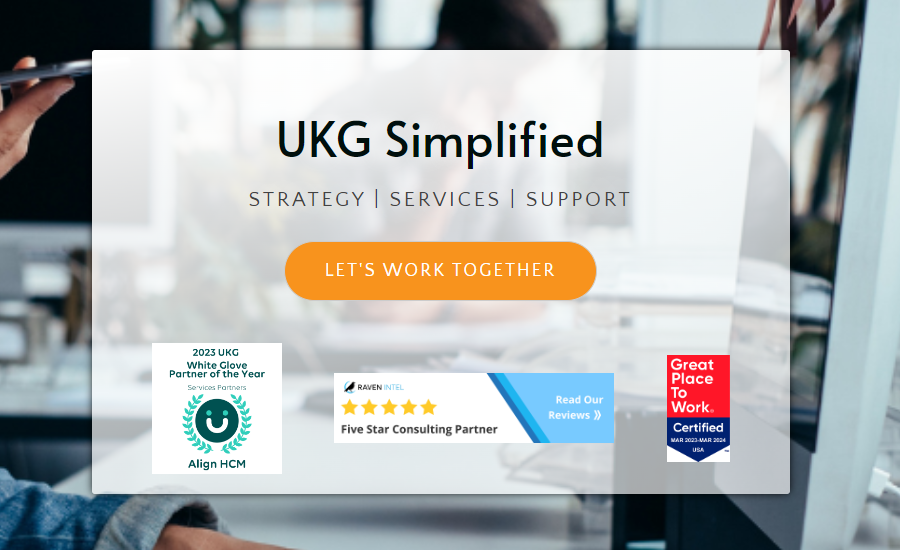 UKG Simplified
STRATEGY | SERVICES | SUPPORT
LET'S WORK TOGETHER
2023 UKG
White Glove
Partner of the Year
Services Partners
Align HCM
RAVEN INTEL
Five Star Consulting Partner
Read Our
Reviews
Great
Place
To
Work.
Certified
MAR 2023-MAR 2024
USA